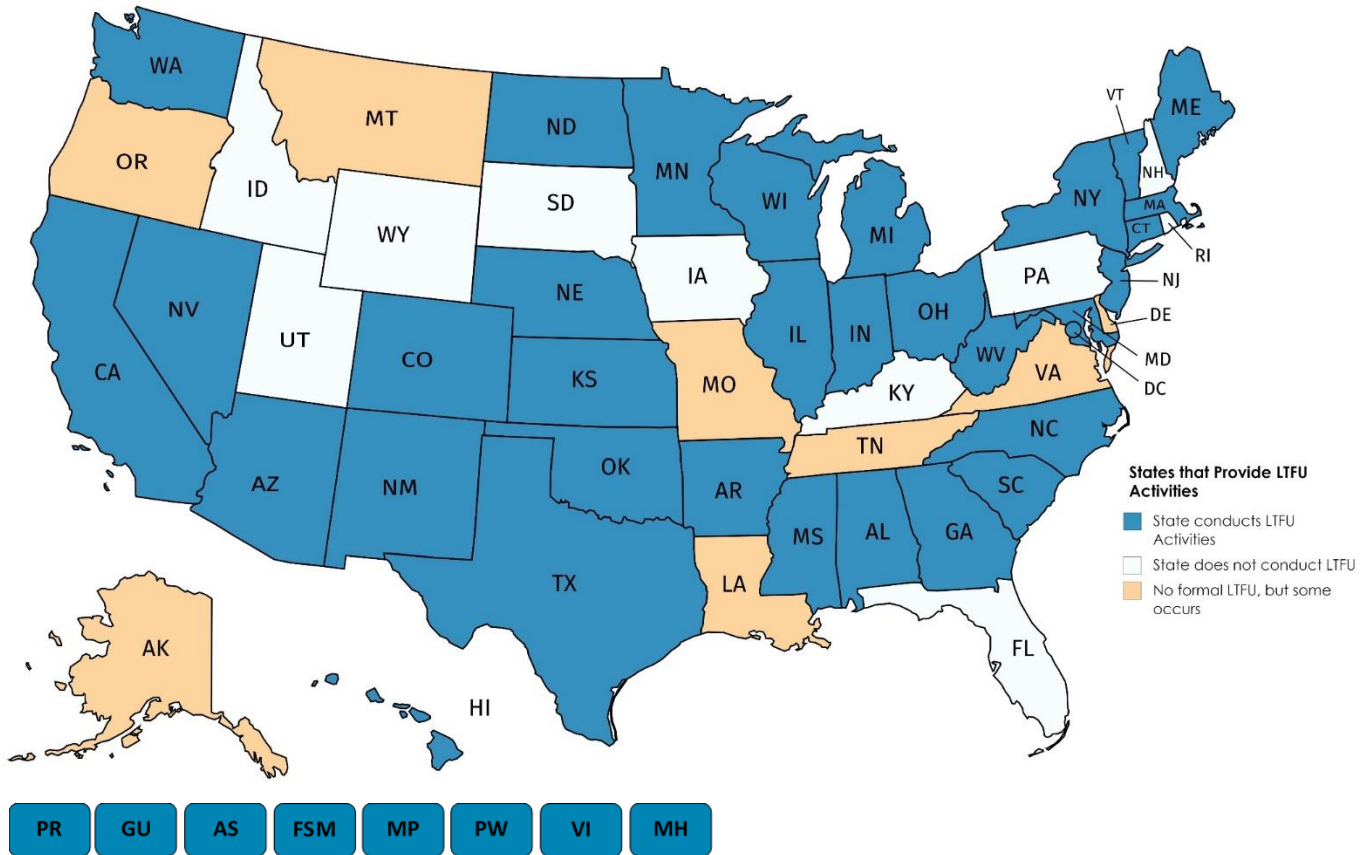 WA
MT
ND
MN
OR
ID
SD
WI
MI
WY
VT
ME
NH
NY
MA
CT
RI
IA
PA
NJ
NE
NV
UT
CO
IL
IN
OH
DE
WV
MD
VA
DC
CA
KS
MO
KY
NC
TN
AZ
NM
OK
AR
SC
MS
AL
GA
TX
LA
FL
AK
HI
States that Provide LTFU
Activities
State conducts LTFU
Activities
State does not conduct LTFU
No formal LTFU, but some
occurs
PR GU AS FSM MP PW VI MH